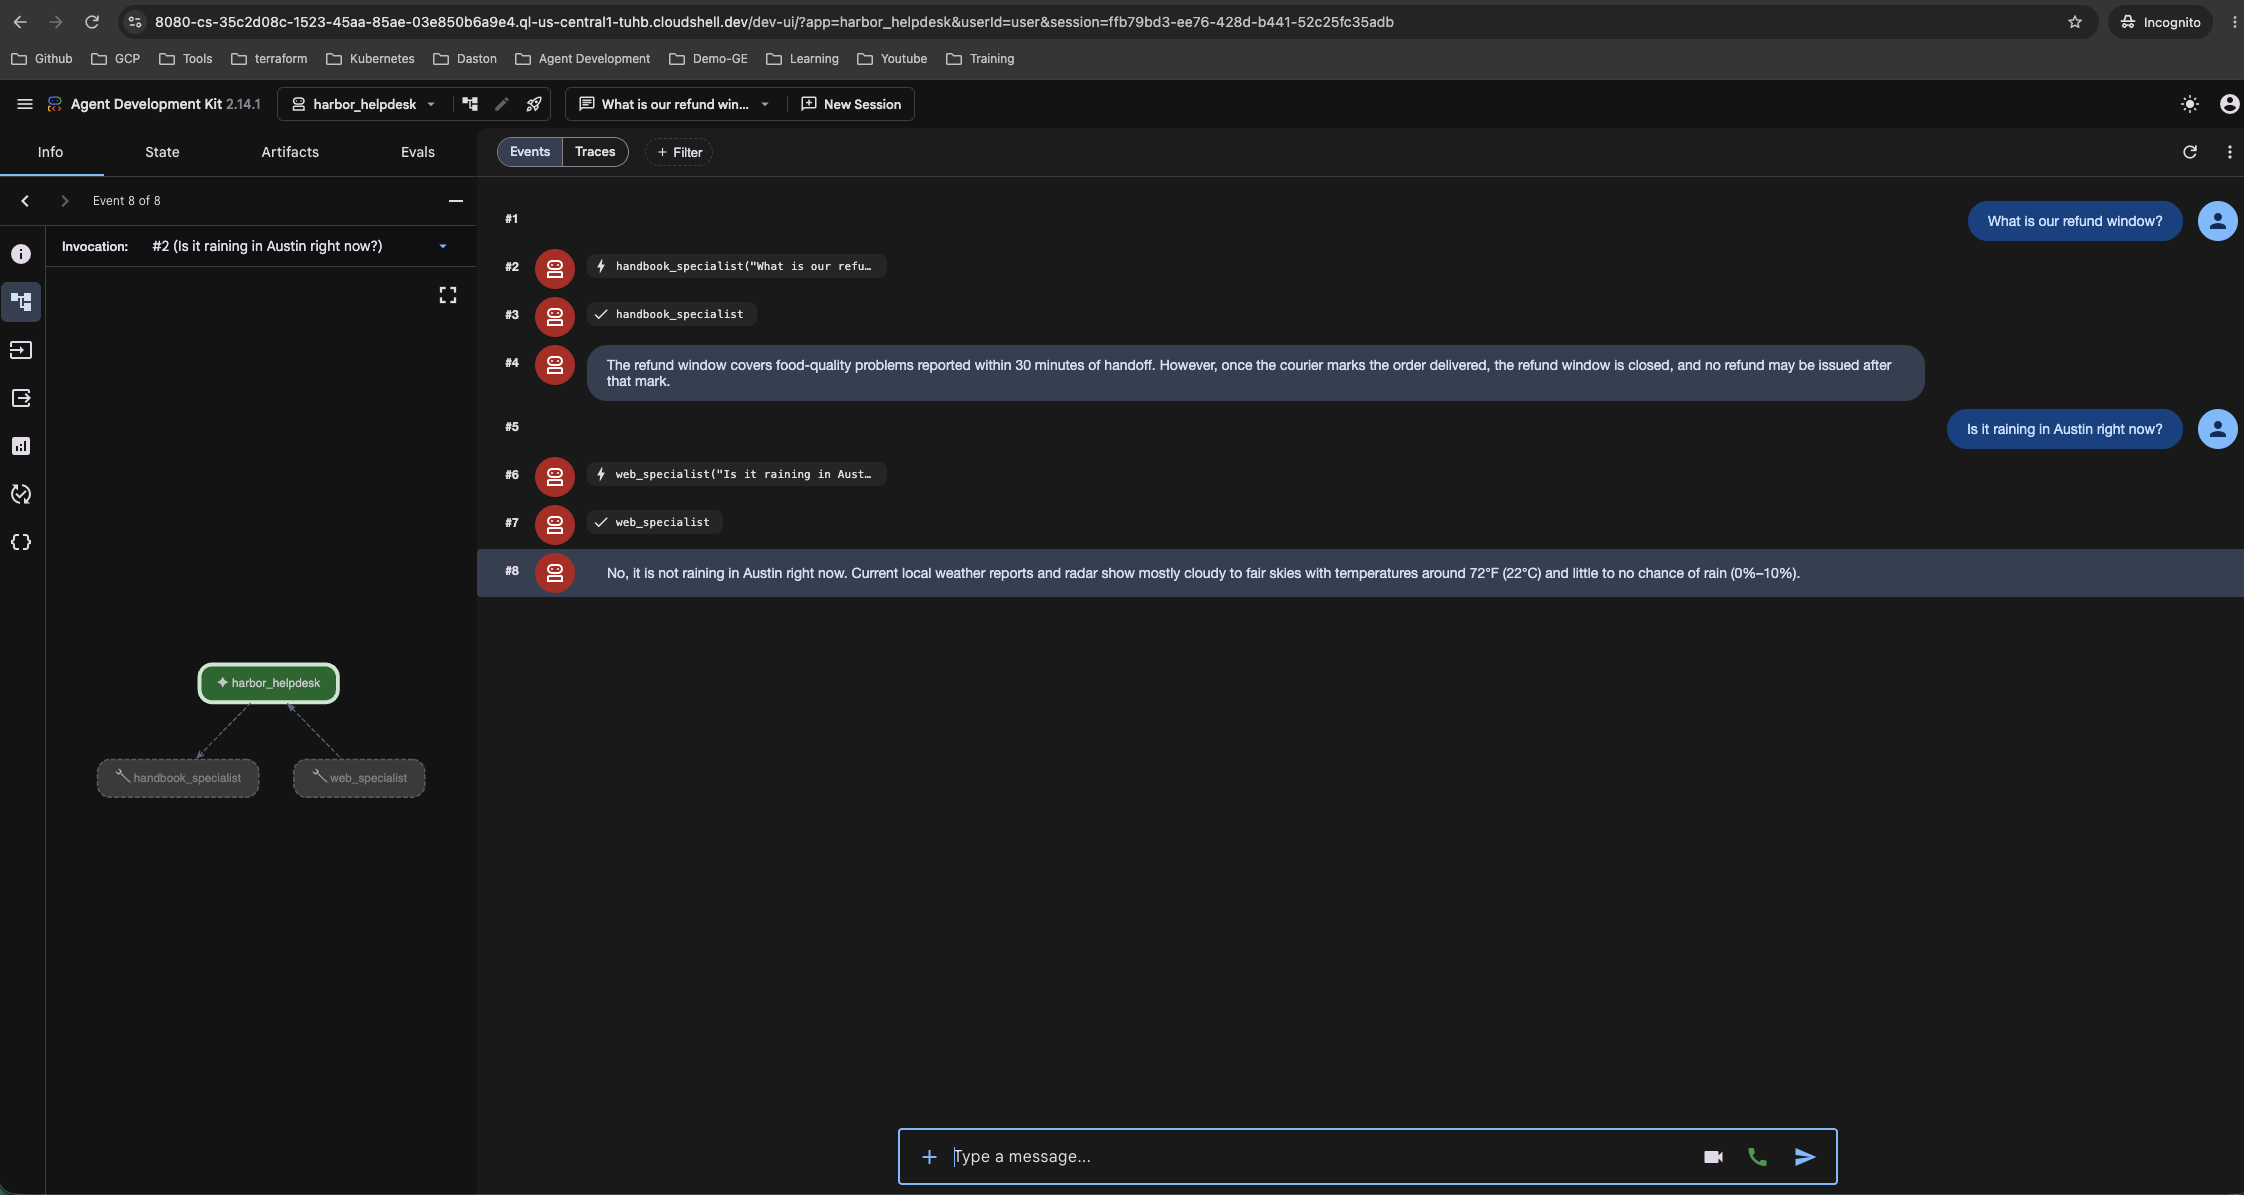 8080-cs-35c2d08c-1523-45aa-85ae-03e850b6a9e4.ql-us-central1-tuhb.cloudshell.dev/dev-ui/?app=harbor_helpdesk&userId=user&session=ffb79bd3-ee76-428d-b441-52c25fc35adb
Incognito
Github GCP Tools terraform Kubernetes Daston Agent Development Demo-GE Learning Youtube Training
Agent Development Kit 2.14.1 harbor_helpdesk What is our refund win... New Session
Info State Artifacts Evals
Events Traces + Filter
Event 8 of 8
Invocation: #2 (Is it raining in Austin right now?)
harbor_helpdesk
handbook_specialist web_specialist
#1 What is our refund window?
#2 handbook_specialist("What is our refu…
#3 handbook_specialist
#4 The refund window covers food-quality problems reported within 30 minutes of handoff. However, once the courier marks the order delivered, the refund window is closed, and no refund may be issued after
that mark.
#5 Is it raining in Austin right now?
#6 web_specialist("Is it raining in Aust…
#7 web_specialist
#8 No, it is not raining in Austin right now. Current local weather reports and radar show mostly cloudy to fair skies with temperatures around 72°F (22°C) and little to no chance of rain (0%–10%).
Type a message...